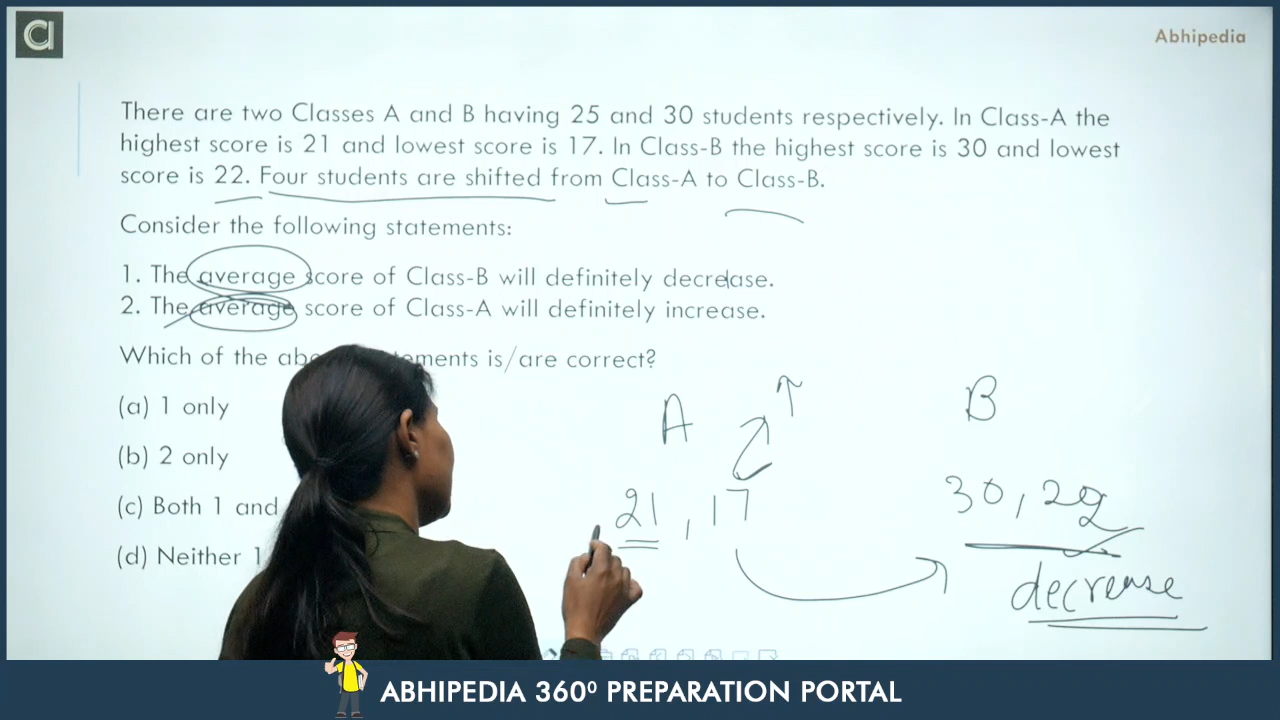 Abhipedia
There are two Classes A and B having 25 and 30 students respectively. In Class-A the
highest score is 21 and lowest score is 17. In Class-B the highest score is 30 and lowest
score is 22. Four students are shifted from Class-A to Class-B.
Consider the following statements:
1. The average score of Class-B will definitely decrease.
2. The average score of Class-A will definitely increase.
Which of the statements is/are correct?
(a) 1 only
(b) 2 only
(c) Both 1 and
(d) Neither 1
A
B
21, 17
30, 22
decrease
ABHIPEDIA 360⁰ PREPARATION PORTAL